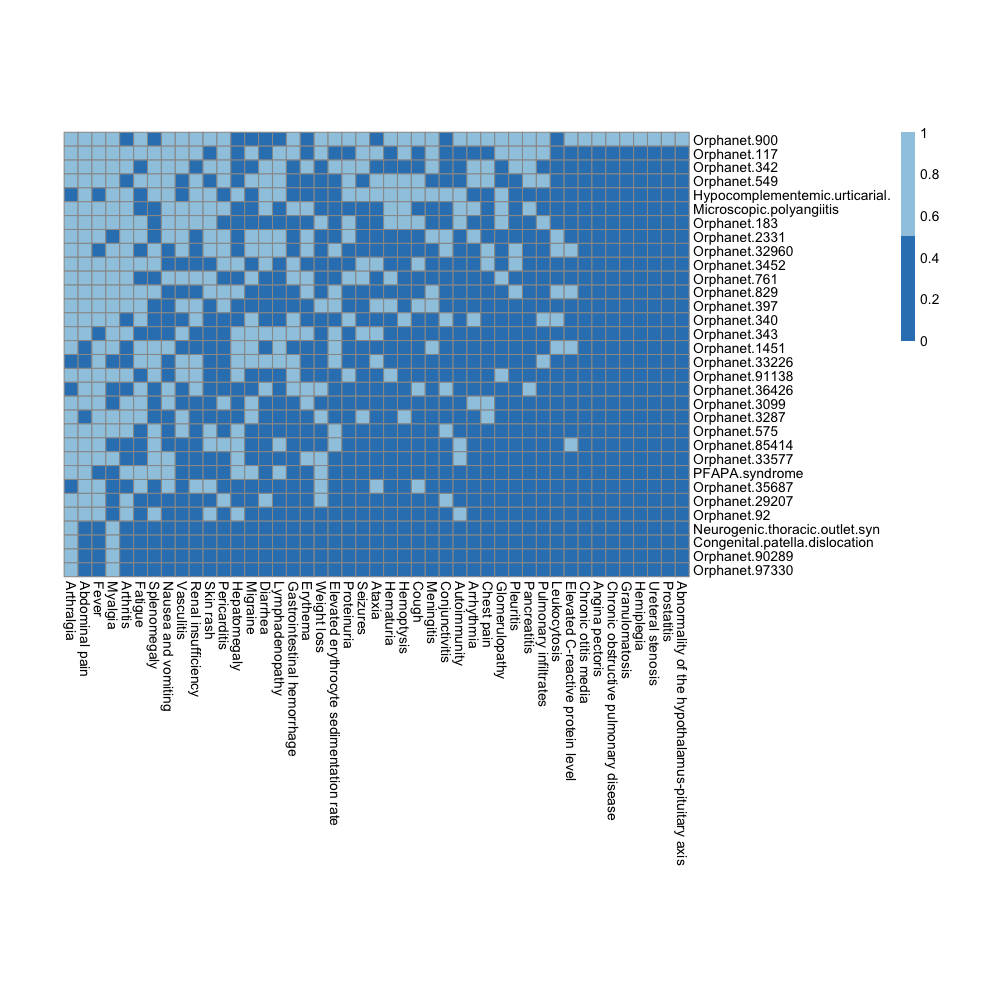 Orphanet.900
Orphanet.117
Orphanet.342
Orphanet.549
Hypocomplementemic.urticarial.
Microscopic.polyangiitis
Orphanet.183
Orphanet.2331
Orphanet.32960
Orphanet.3452
Orphanet.761
Orphanet.829
Orphanet.397
Orphanet.340
Orphanet.343
Orphanet.1451
Orphanet.33226
Orphanet.91138
Orphanet.36426
Orphanet.3099
Orphanet.3287
Orphanet.575
Orphanet.85414
Orphanet.33577
PFAPA.syndrome
Orphanet.35687
Orphanet.29207
Orphanet.92
Neurogenic.thoracic.outlet.syn
Congenital.patella.dislocation
Orphanet.90289
Orphanet.97330
1
0.8
0.6
0.4
0.2
0
Arthralgia
Abdominal pain
Fever
Myalgia
Arthritis
Fatigue
Splenomegaly
Nausea and vomiting
Vasculitis
Renal insufficiency
Skin rash
Pericarditis
Hepatomegaly
Migraine
Diarrhea
Lymphadenopathy
Gastrointestinal hemorrhage
Erythema
Weight loss
Elevated erythrocyte sedimentation rate
Proteinuria
Seizures
Ataxia
Hematuria
Hemoptysis
Cough
Meningitis
Conjunctivitis
Autoimmunity
Arrhythmia
Chest pain
Glomerulopathy
Pleuritis
Pancreatitis
Pulmonary infiltrates
Leukocytosis
Elevated C-reactive protein level
Chronic otitis media
Angina pectoris
Chronic obstructive pulmonary disease
Granulomatosis
Hemiplegia
Ureteral stenosis
Prostatitis
Abnormality of the hypothalamus-pituitary axis